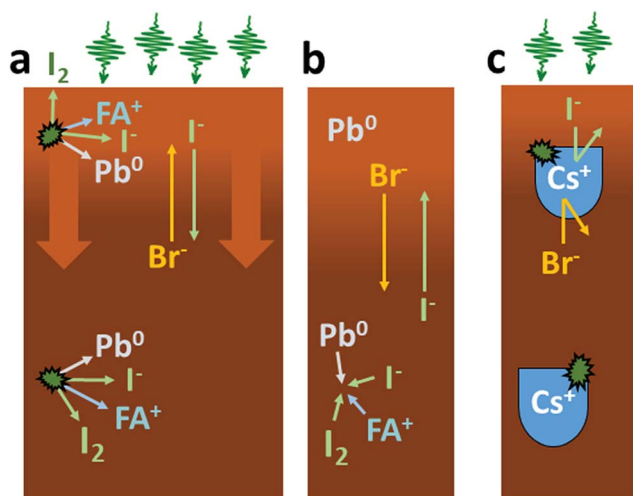 a
I₂
FA⁺
I⁻
Pb⁰
I⁻
Br⁻
Pb⁰
I⁻
FA⁺
I₂
b
Pb⁰
Br⁻
I⁻
Pb⁰
I⁻
FA⁺
I₂
c
I⁻
Cs⁺
Br⁻
Cs⁺